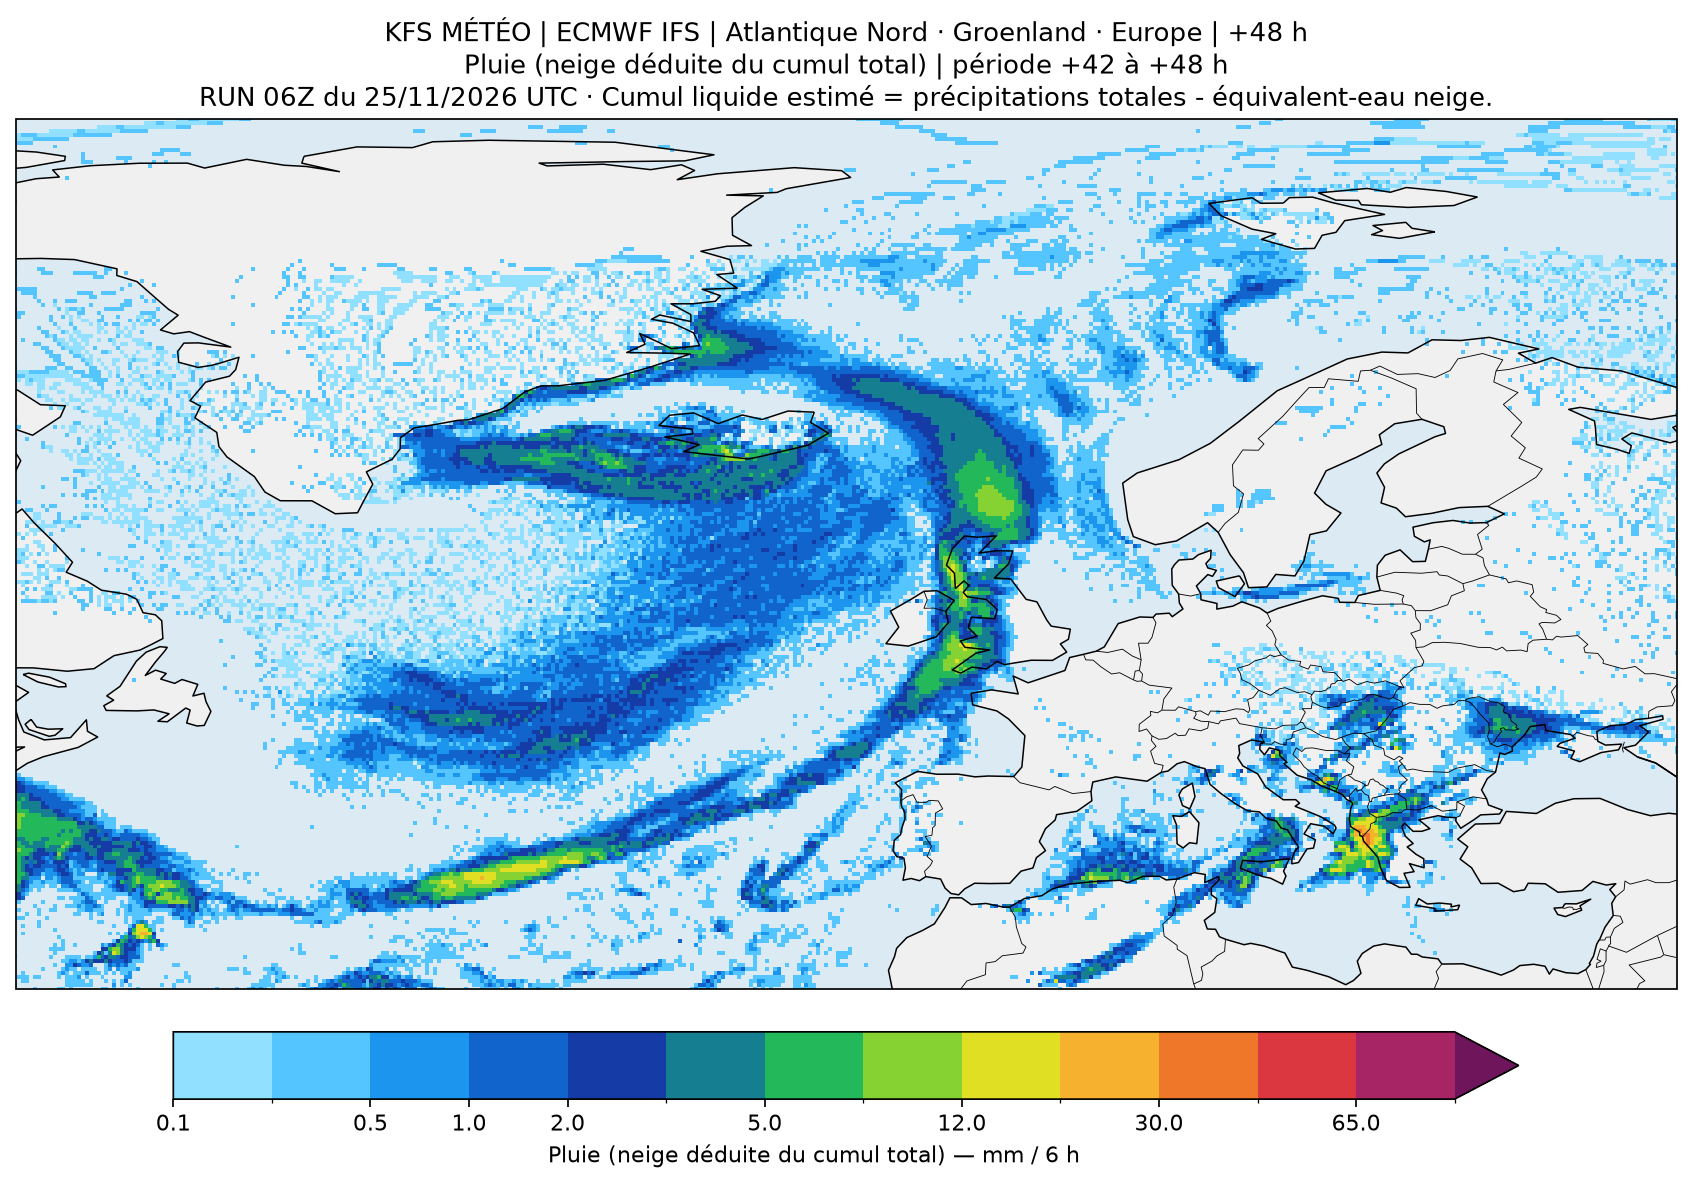 KFS MÉTÉO | ECMWF IFS | Atlantique Nord · Groenland · Europe | +48 h
Pluie (neige déduite du cumul total) | période +42 à +48 h
RUN 06Z du 25/11/2026 UTC · Cumul liquide estimé = précipitations totales - équivalent-eau neige.
0.1 0.5 1.0 2.0 5.0 12.0 30.0 65.0
Pluie (neige déduite du cumul total) — mm / 6 h